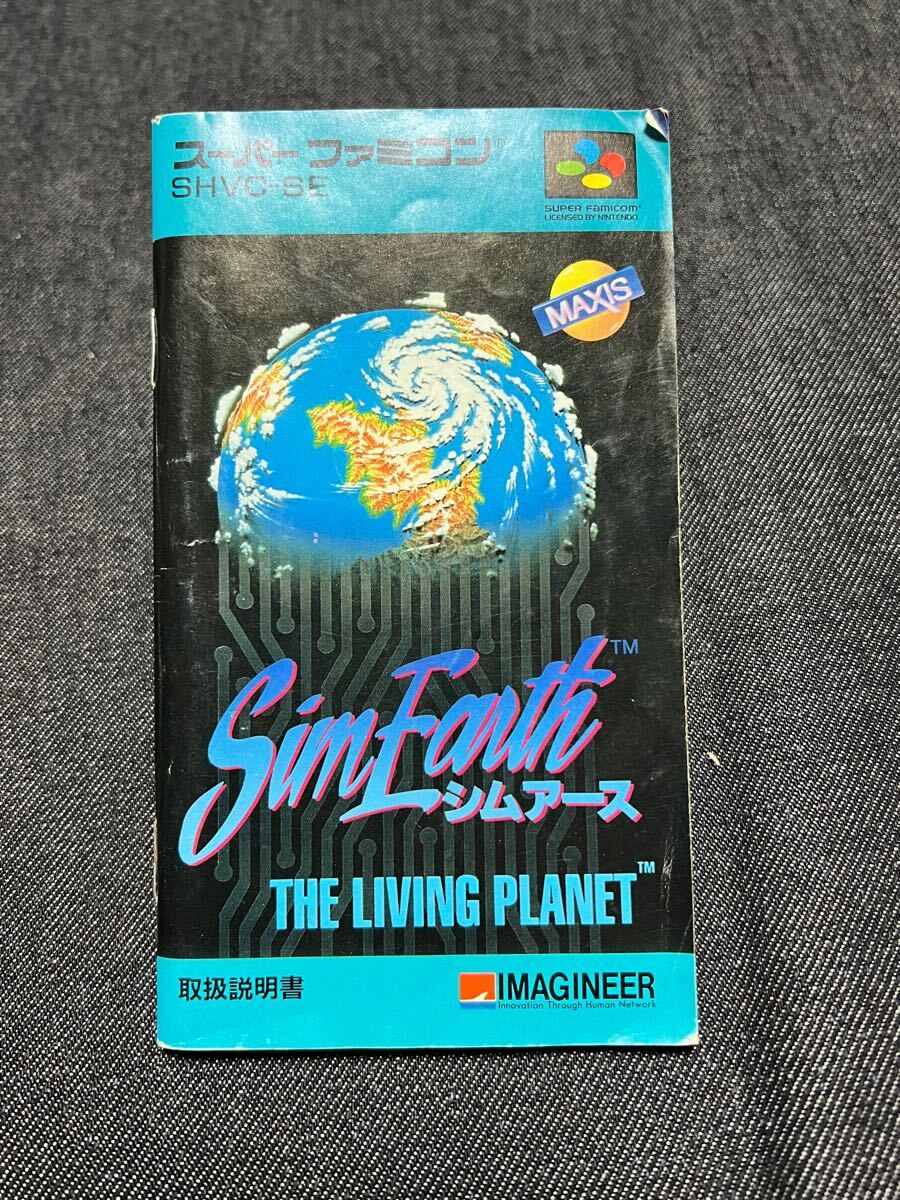 スーパーファミコン®
SHVC-SE
SUPER FAMICOM®
LICENSED BY NINTENDO
MAXIS
SimEarth™
シムアース
THE LIVING PLANET™
取扱説明書
IMAGINEER
Innovation Through Human Network